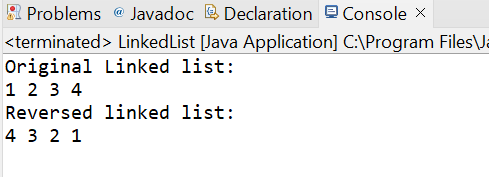 Problems @ Javadoc Declaration Console
<terminated> LinkedList [Java Application] C:\Program Files\Ja
Original Linked list:
1 2 3 4
Reversed linked list:
4 3 2 1